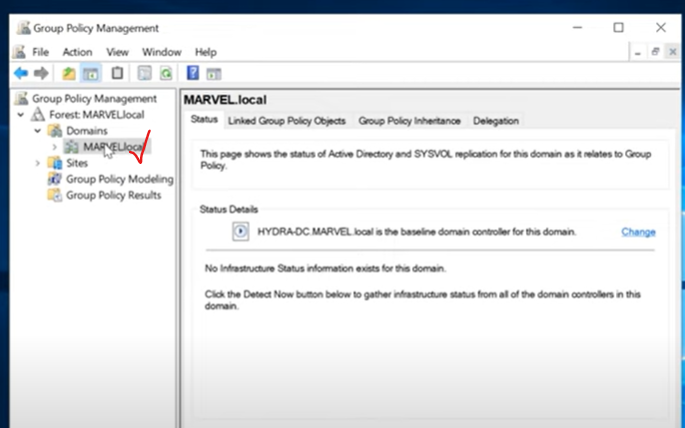 Group Policy Management
File Action View Window Help
Group Policy Management
Forest: MARVEL.local
Domains
MARVEL.local
Sites
Group Policy Modeling
Group Policy Results
MARVEL.local
Status Linked Group Policy Objects Group Policy Inheritance Delegation
This page shows the status of Active Directory and SYSVOL replication for this domain as it relates to Group
Policy.
Status Details
HYDRA-DC.MARVEL.local is the baseline domain controller for this domain. Change
No Infrastructure Status information exists for this domain.
Click the Detect Now button below to gather infrastructure status from all of the domain controllers in this
domain.